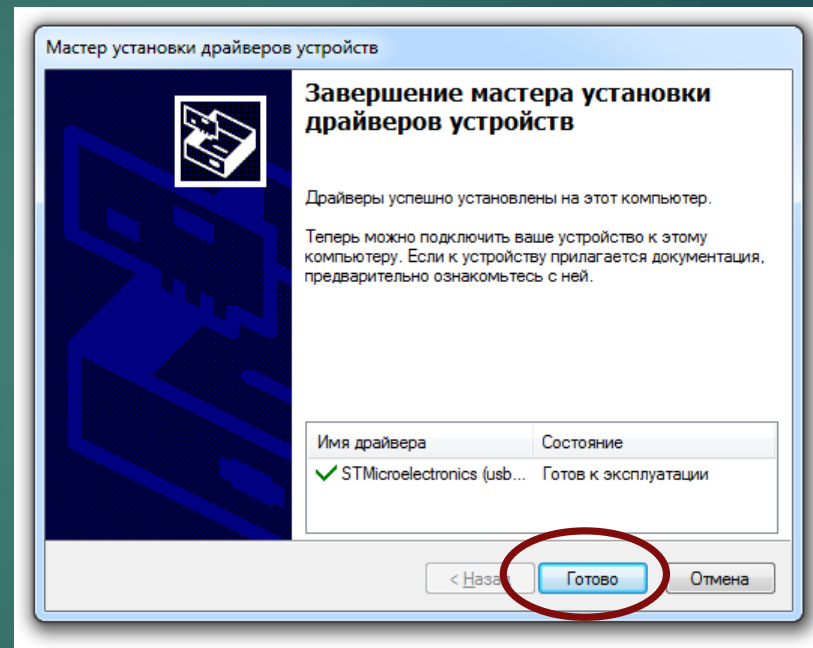 Мастер установки драйверов устройств
Завершение мастера установки
драйверов устройств
Драйверы успешно установлены на этот компьютер.
Теперь можно подключить ваше устройство к этому
компьютеру. Если к устройству прилагается документация,
предварительно ознакомьтесь с ней.
Имя драйвера Состояние
STMicroelectronics (usb... Готов к эксплуатации
< Назад Готово Отмена